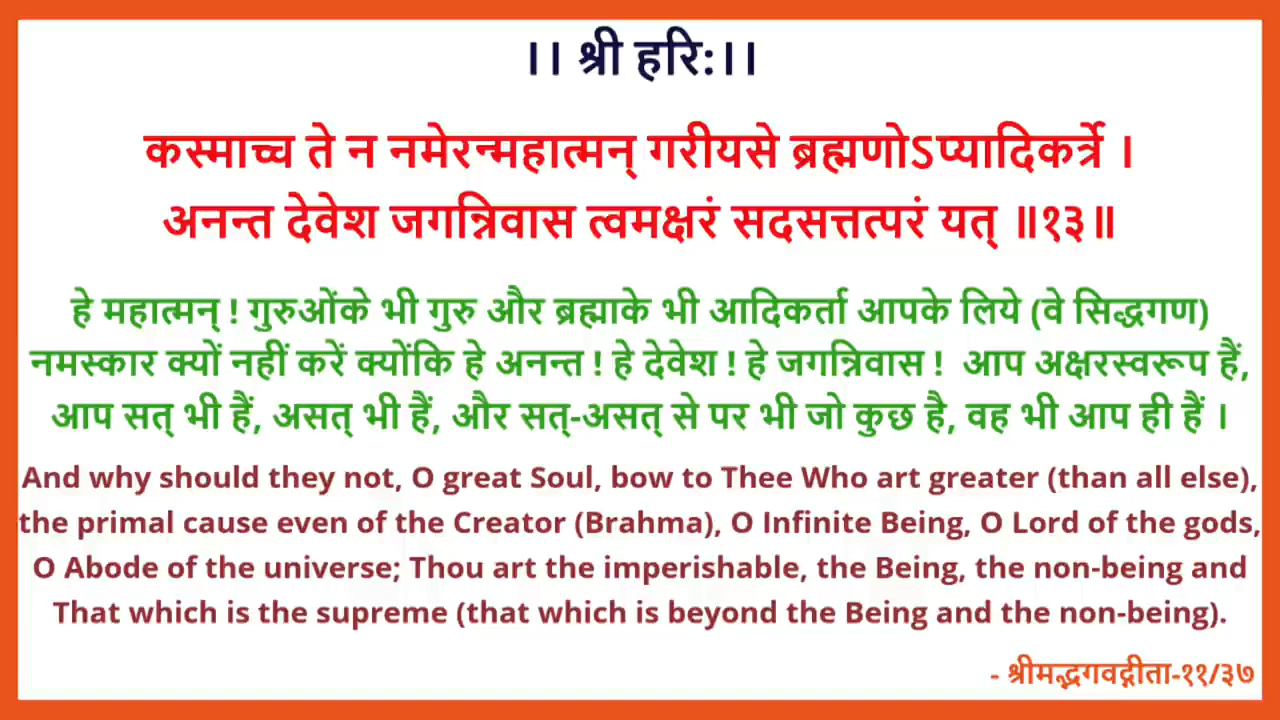 ।। श्री हरि:।।
कस्माच्च ते न नमेरन्महात्मन् गरीयसे ब्रह्मणोऽप्यादिकर्त्रे ।
अनन्त देवेश जगन्निवास त्वमक्षरं सदसत्तत्परं यत् ॥१३॥
हे महात्मन् ! गुरुओंके भी गुरु और ब्रह्माके भी आदिकर्ता आपके लिये (वे सिद्धगण)
नमस्कार क्यों नहीं करें क्योंकि हे अनन्त ! हे देवेश ! हे जगन्निवास ! आप अक्षरस्वरूप हैं,
आप सत् भी हैं, असत् भी हैं, और सत्-असत् से पर भी जो कुछ है, वह भी आप ही हैं ।
And why should they not, O great Soul, bow to Thee Who art greater (than all else),
the primal cause even of the Creator (Brahma), O Infinite Being, O Lord of the gods,
O Abode of the universe; Thou art the imperishable, the Being, the non-being and
That which is the supreme (that which is beyond the Being and the non-being).
- श्रीमद्भगवद्गीता-११/३७